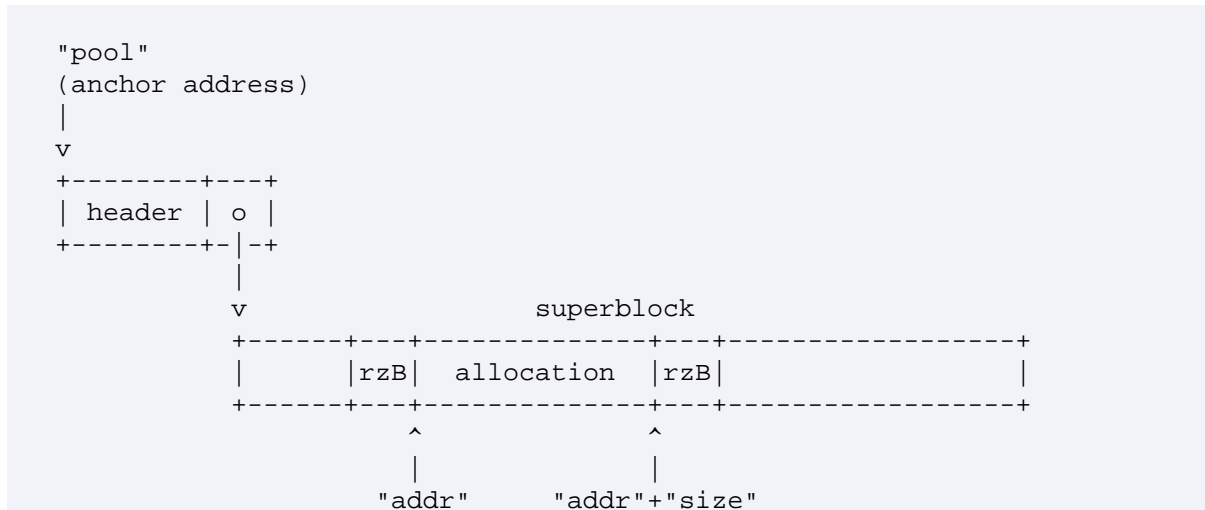 "pool"
(anchor address)
|
v
+--------+---+
| header | o |
+--------+-|-+
           |
           v               superblock
           +------+---+--------------+---+------------------+
           |      |rzB|  allocation  |rzB|                  |
           +------+---+--------------+---+------------------+
                      ^              ^
                      |              |
                    "addr"     "addr"+"size"